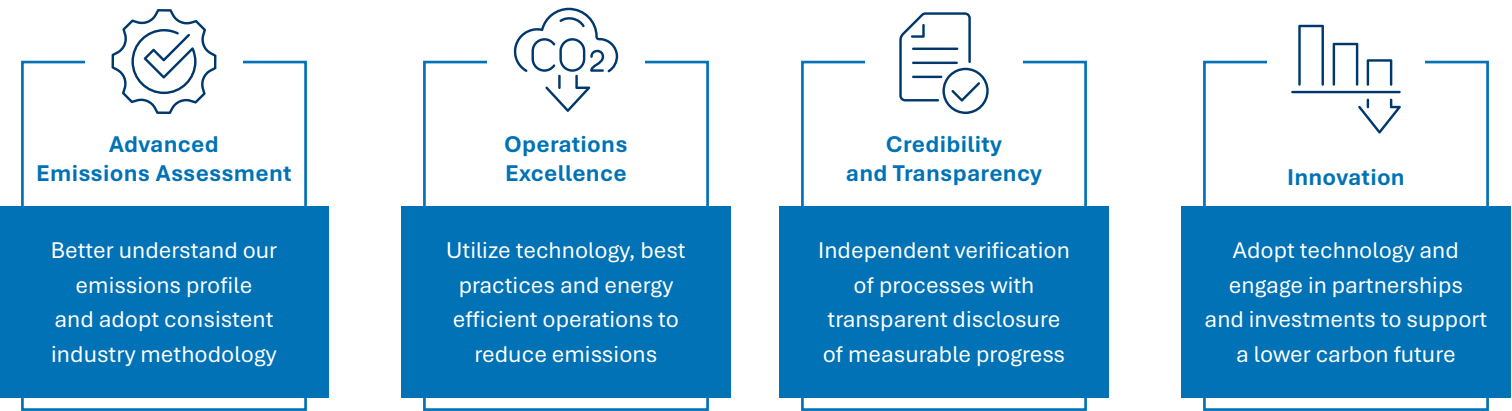 Advanced
Emissions Assessment
Better understand our
emissions profile
and adopt consistent
industry methodology
CO2
Operations
Excellence
Utilize technology, best
practices and energy
efficient operations to
reduce emissions
Credibility
and Transparency
Independent verification
of processes with
transparent disclosure
of measurable progress
Innovation
Adopt technology and
engage in partnerships
and investments to support
a lower carbon future